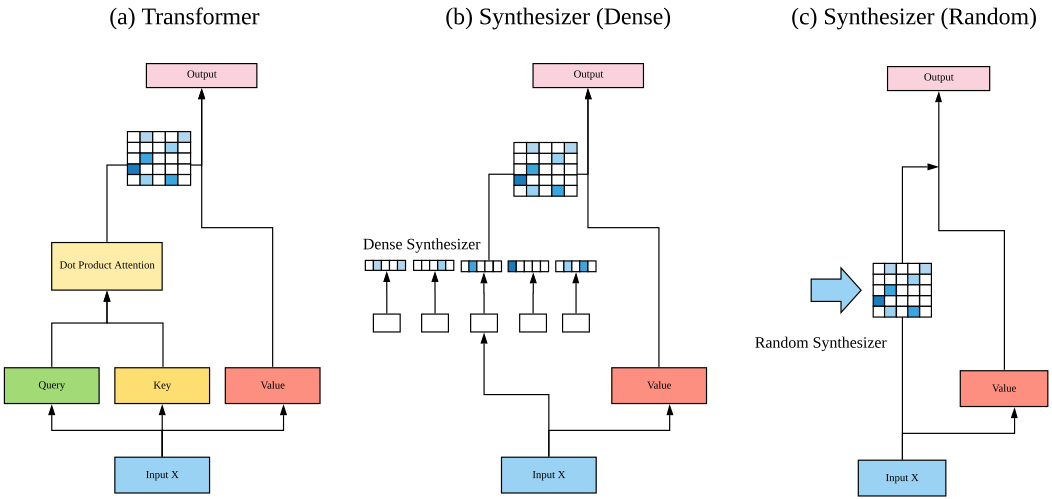 (a) Transformer
(b) Synthesizer (Dense)
(c) Synthesizer (Random)
Output
Output
Output
Dense Synthesizer
Dot Product Attention
Random Synthesizer
Query
Key
Value
Value
Value
Input X
Input X
Input X